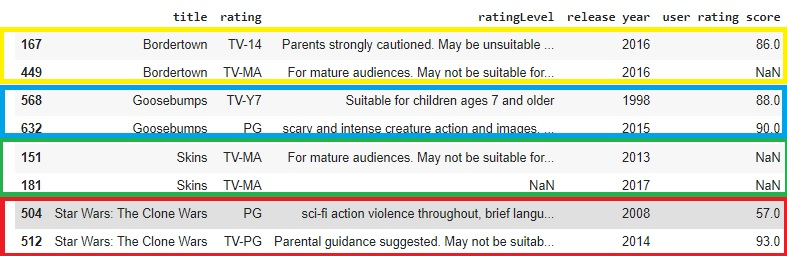 title rating ratingLevel release year user rating score
167 Bordertown TV-14 Parents strongly cautioned. May be unsuitable ... 2016 86.0
449 Bordertown TV-MA For mature audiences. May not be suitable for... 2016 NaN
568 Goosebumps TV-Y7 Suitable for children ages 7 and older 1998 88.0
632 Goosebumps PG scary and intense creature action and images, ... 2015 90.0
151 Skins TV-MA For mature audiences. May not be suitable for... 2013 NaN
181 Skins TV-MA NaN 2017 NaN
504 Star Wars: The Clone Wars PG sci-fi action violence throughout, brief langu... 2008 57.0
512 Star Wars: The Clone Wars TV-PG Parental guidance suggested. May not be suitab... 2014 93.0